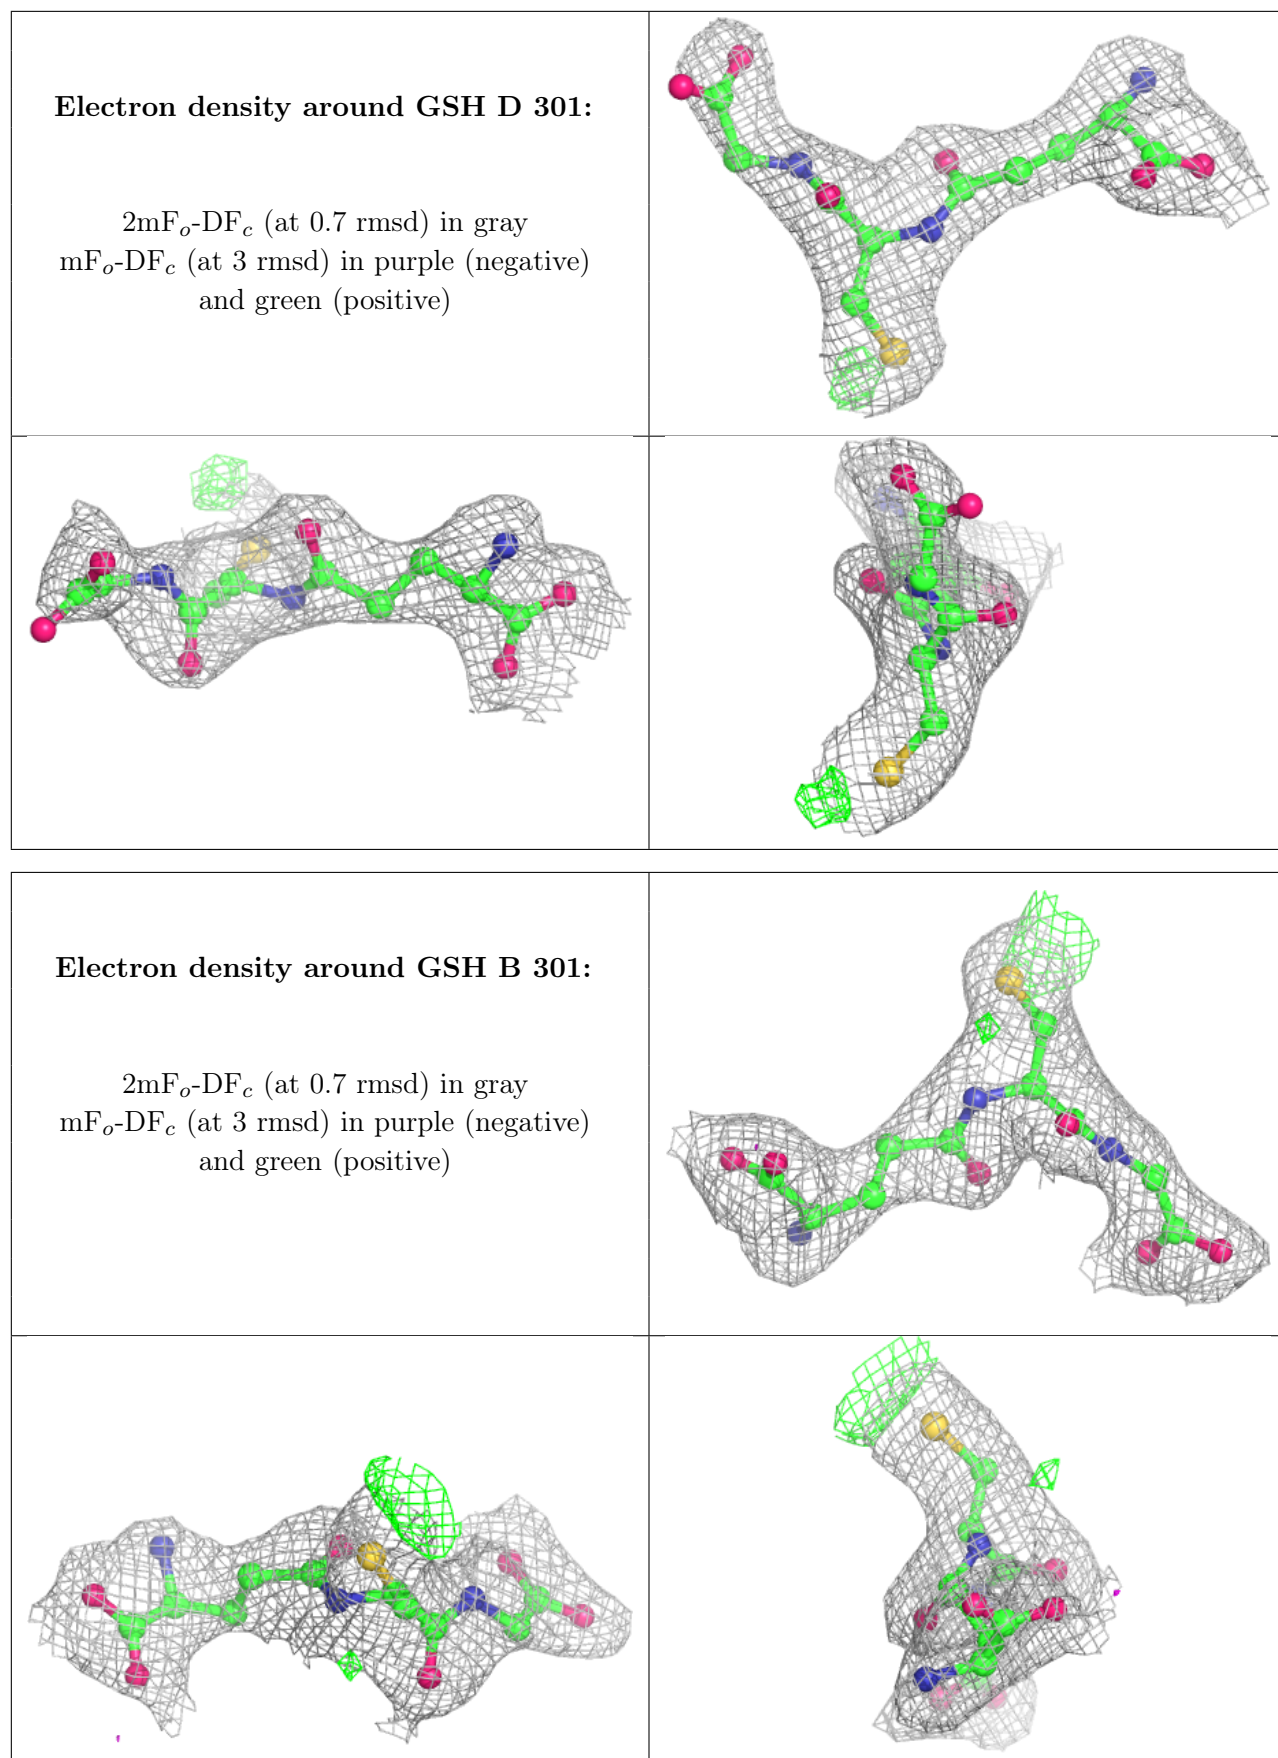 Electron density around GSH D 301:
2mFₒ-DF𝒸 (at 0.7 rmsd) in gray
mFₒ-DF𝒸 (at 3 rmsd) in purple (negative)
and green (positive)
Electron density around GSH B 301:
2mFₒ-DF𝒸 (at 0.7 rmsd) in gray
mFₒ-DF𝒸 (at 3 rmsd) in purple (negative)
and green (positive)